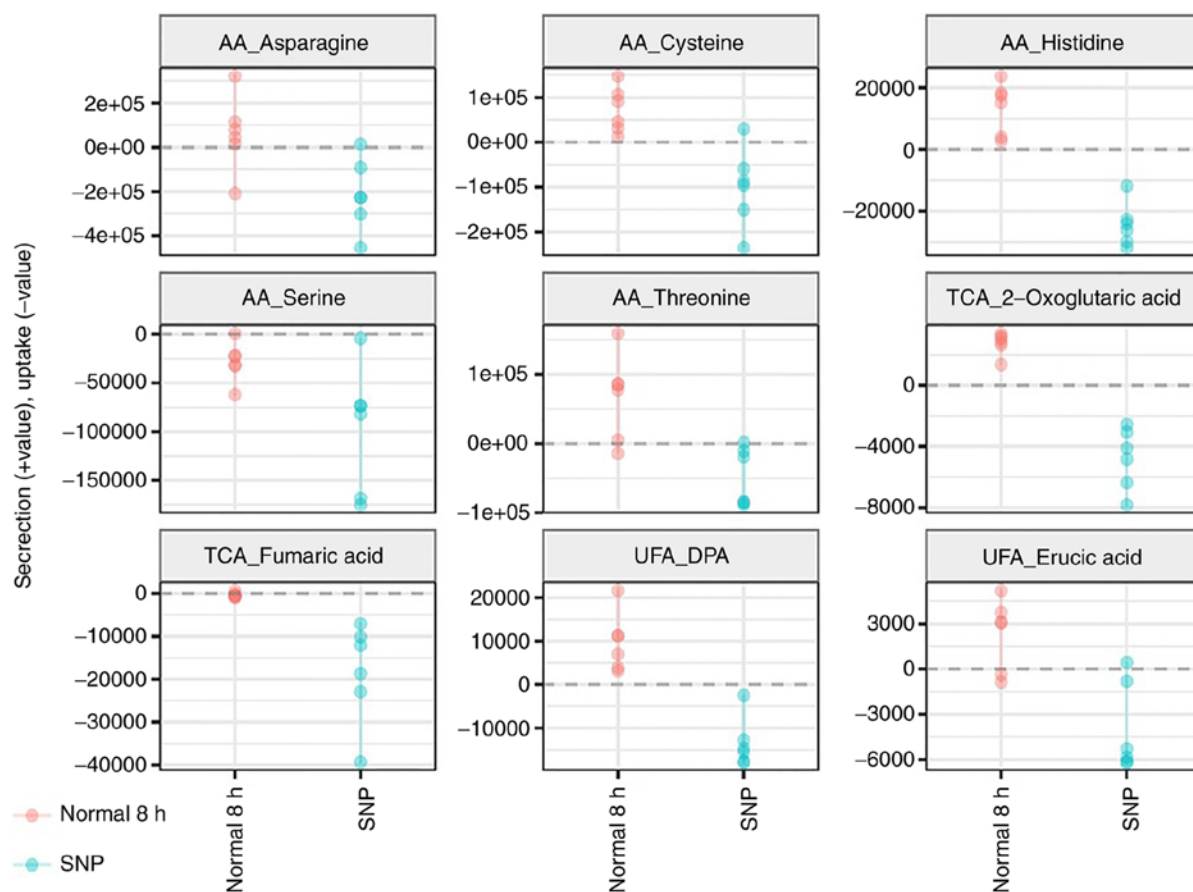 AA_Asparagine
AA_Cysteine
AA_Histidine
2e+05
0e+00
−2e+05
−4e+05
1e+05
0e+00
−1e+05
−2e+05
20000
0
−20000
AA_Serine
AA_Threonine
TCA_2−Oxoglutaric acid
0
−50000
−100000
−150000
1e+05
0e+00
−1e+05
0
−4000
−8000
TCA_Fumaric acid
UFA_DPA
UFA_Erucic acid
0
−10000
−20000
−30000
−40000
20000
10000
0
−10000
3000
0
−3000
−6000
Secrection (+value), uptake (−value)
Normal 8 h
SNP
Normal 8 h
SNP
Normal 8 h
SNP
Normal 8 h
SNP